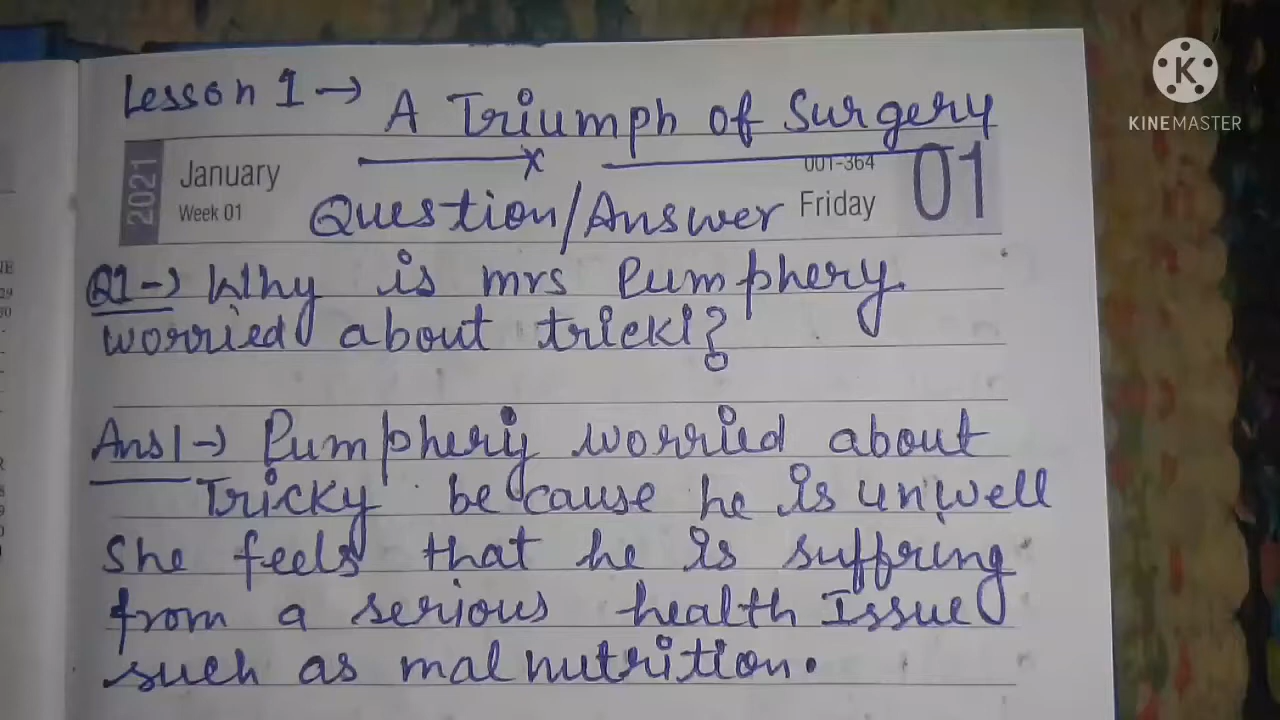 Lesson 1 → A Triumph of Surgery
K
KINEMASTER
2021
January
Week 01
001-364
Friday
01
Question/Answer
Q1→ Why is mrs Pumphery
worried about tricki?
Ans1→ Pumphery worried about
Tricky because he is unwell
She feels that he is suffring
from a serious health Issue
such as malnutrition.